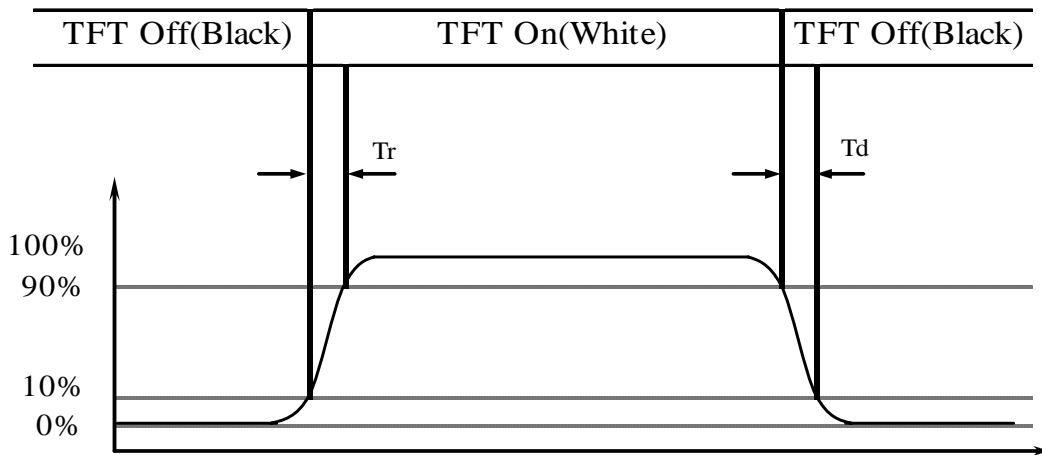 TFT Off(Black) TFT On(White) TFT Off(Black)
Tr Td
100%
90%
10%
0%